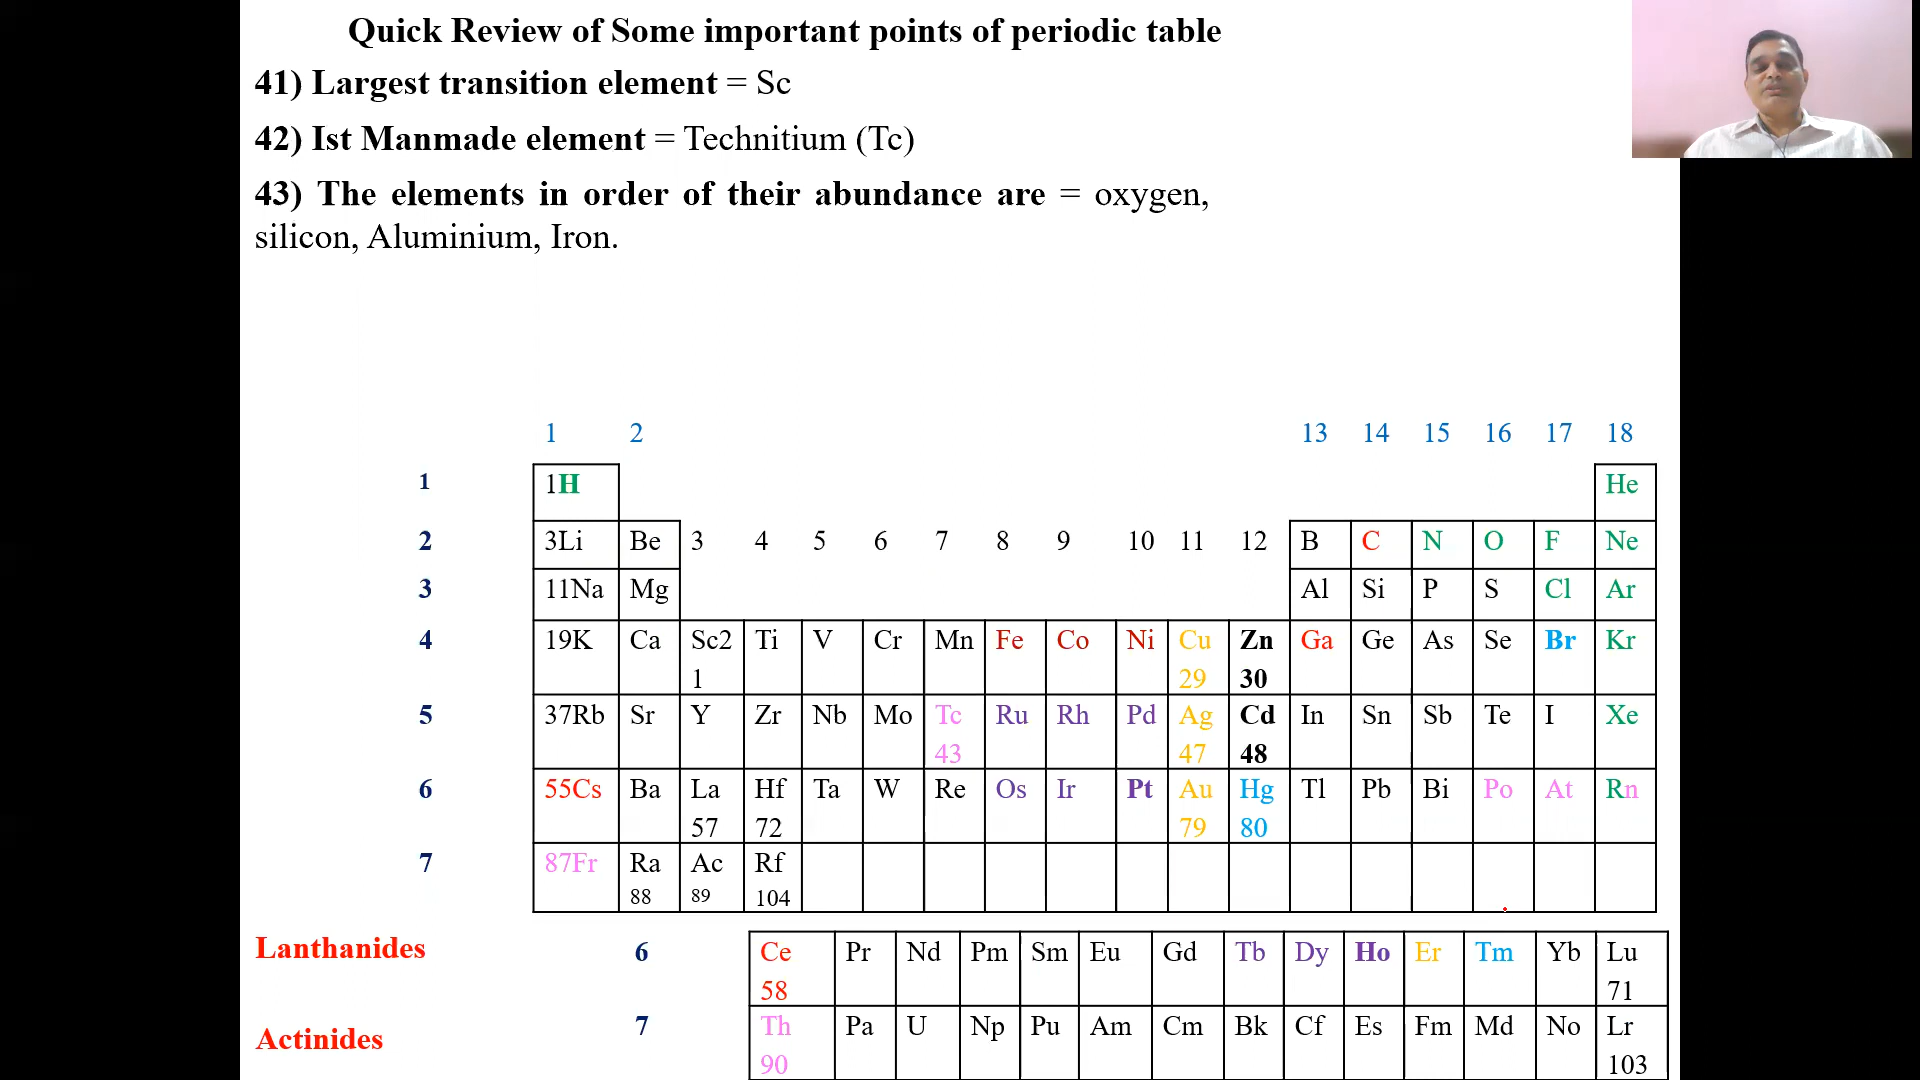 Quick Review of Some important points of periodic table
41) Largest transition element = Sc
42) Ist Manmade element = Technitium (Tc)
43) The elements in order of their abundance are = oxygen,
silicon, Aluminium, Iron.
1 2 13 14 15 16 17 18
1 1H He
2 3Li Be 3 4 5 6 7 8 9 10 11 12 B C N O F Ne
3 11Na Mg Al Si P S Cl Ar
4 19K Ca Sc2 Ti V Cr Mn Fe Co Ni Cu Zn Ga Ge As Se Br Kr
1 29 30
5 37Rb Sr Y Zr Nb Mo Tc Ru Rh Pd Ag Cd In Sn Sb Te I Xe
43 47 48
6 55Cs Ba La Hf Ta W Re Os Ir Pt Au Hg Tl Pb Bi Po At Rn
57 72 79 80
7 87Fr Ra Ac Rf
88 89 104
Lanthanides 6 Ce Pr Nd Pm Sm Eu Gd Tb Dy Ho Er Tm Yb Lu
58 71
Actinides 7 Th Pa U Np Pu Am Cm Bk Cf Es Fm Md No Lr
90 103